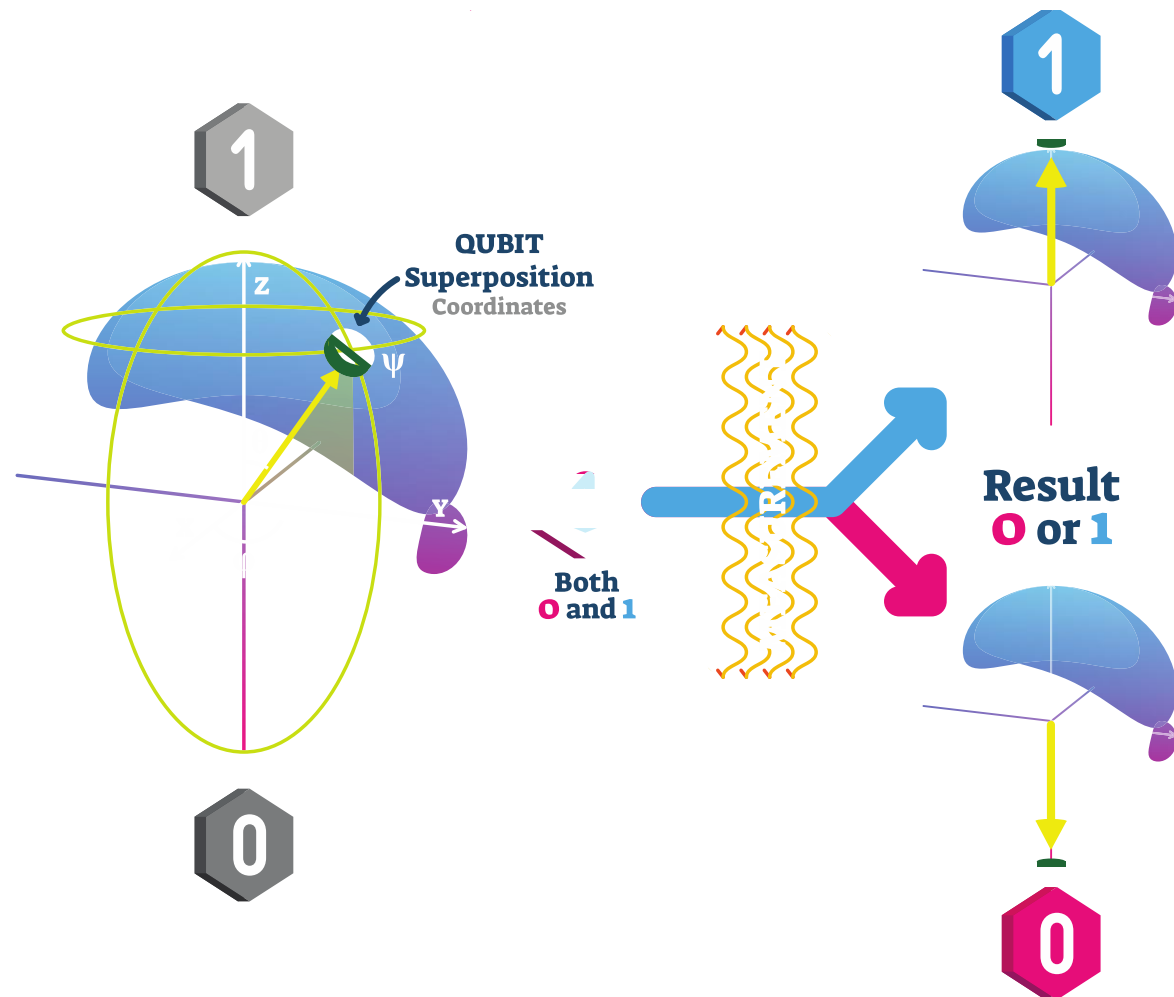 1
QUBIT
Superposition
Coordinates
Z
ψ
Y
0
Both
0 and 1
R
1
Result
0 or 1
0